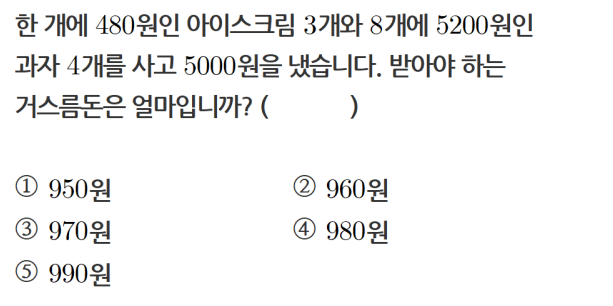 한 개에 480원인 아이스크림 3개와 8개에 5200원인
과자 4개를 사고 5000원을 냈습니다. 받아야 하는
거스름돈은 얼마입니까? (          )
① 950원 ② 960원
③ 970원 ④ 980원
⑤ 990원